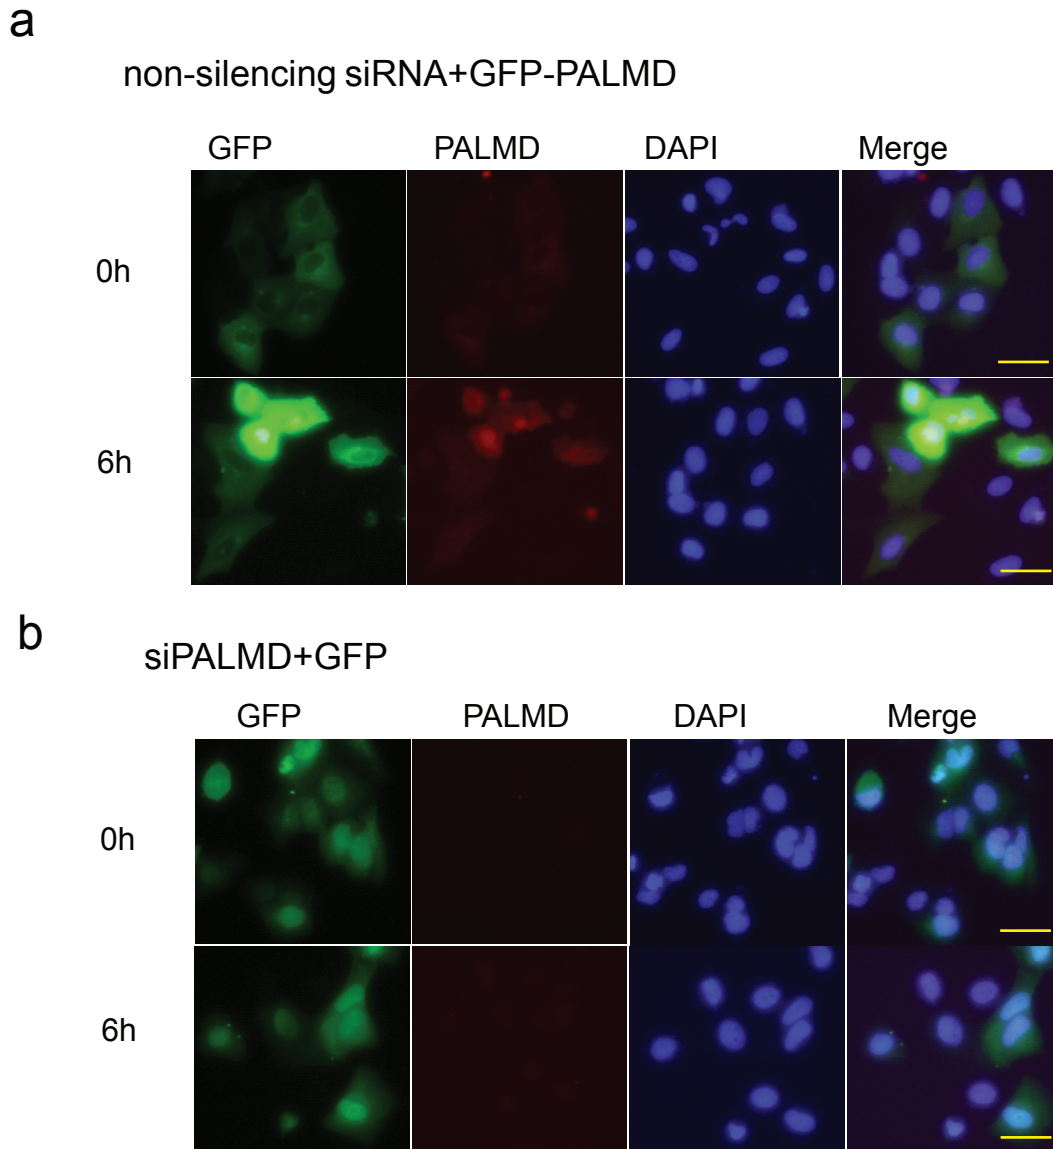 a
non-silencing siRNA+GFP-PALMD
GFP PALMD DAPI Merge
0h
6h
b
siPALMD+GFP
GFP PALMD DAPI Merge
0h
6h